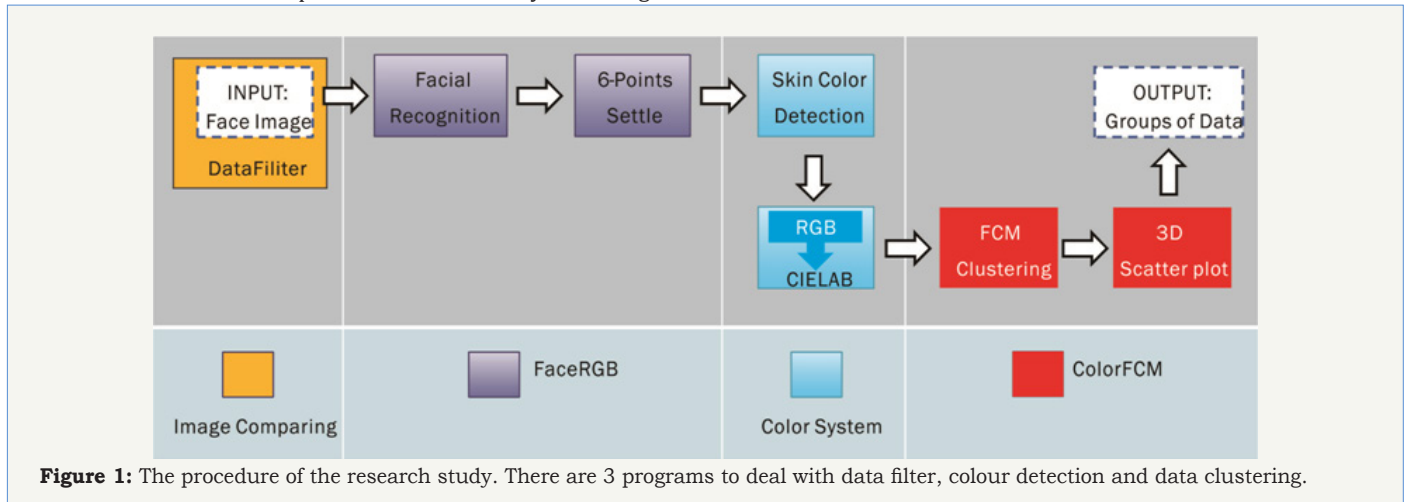 INPUT:
Face Image
DataFiliter
Facial
Recognition
6-Points
Settle
Skin Color
Detection
RGB
CIELAB
FCM
Clustering
3D
Scatter plot
OUTPUT:
Groups of Data
Image Comparing
FaceRGB
Color System
ColorFCM
Figure 1: The procedure of the research study. There are 3 programs to deal with data filter, colour detection and data clustering.